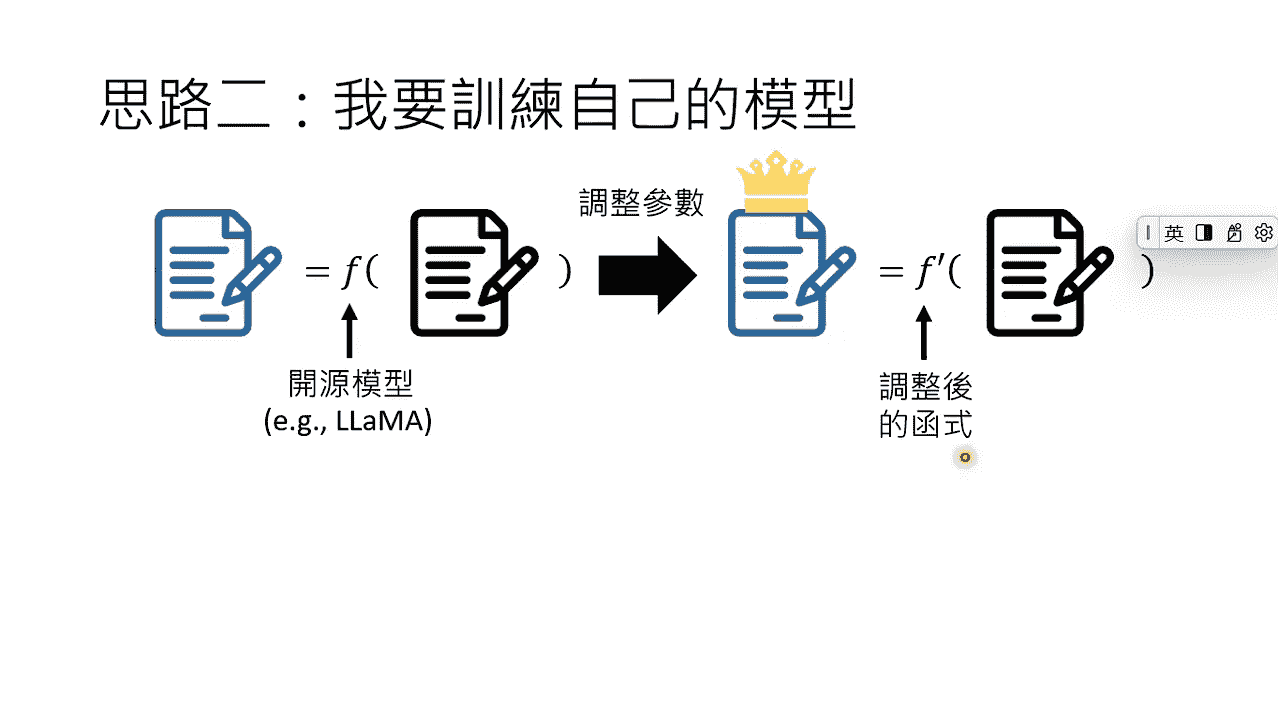 思路二：我要訓練自己的模型
調整參數
= f( )
= f′( )
英
開源模型
(e.g., LLaMA)
調整後
的函式